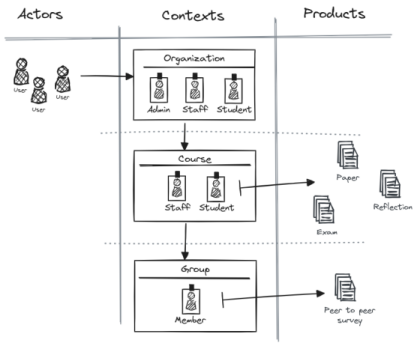 Actors
Contexts
Products
User
User
User
Organization
Admin
Staff
Student
Course
Staff
Student
Paper
Reflection
Exam
Group
Member
Peer to peer
survey